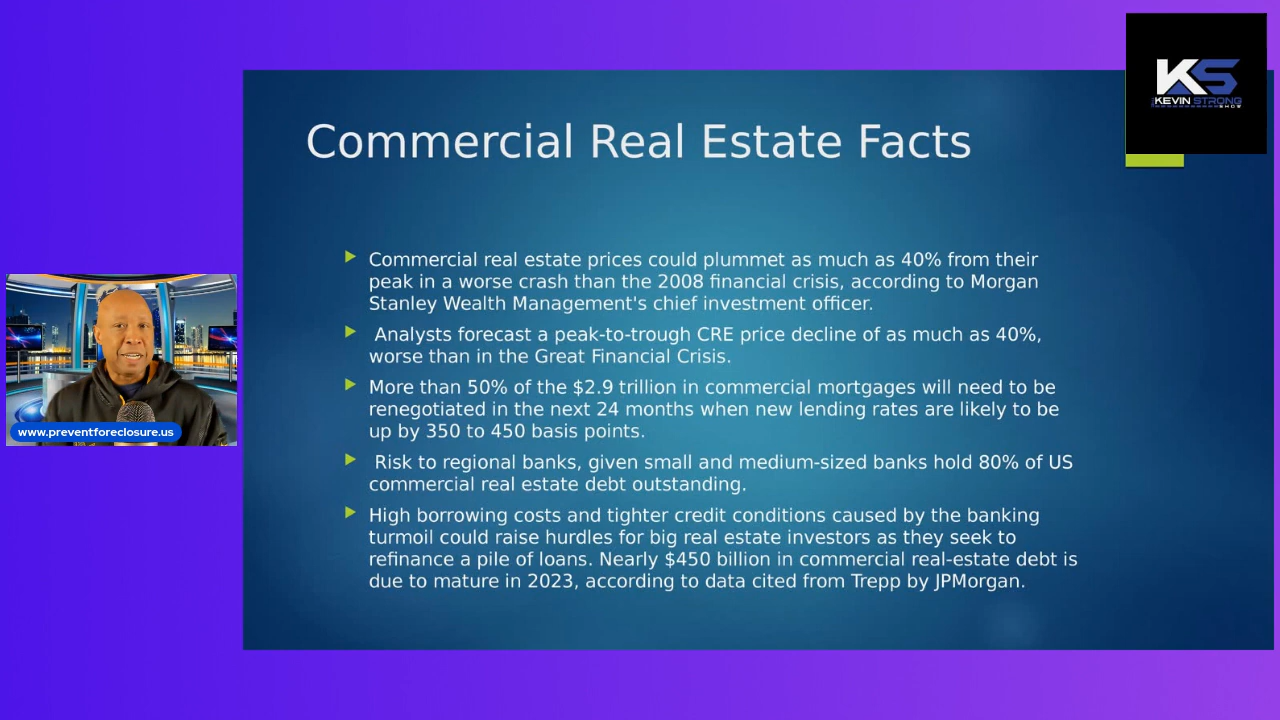 KS
KEVIN STRONG
SHOW
Commercial Real Estate Facts
Commercial real estate prices could plummet as much as 40% from their
peak in a worse crash than the 2008 financial crisis, according to Morgan
Stanley Wealth Management's chief investment officer.
Analysts forecast a peak-to-trough CRE price decline of as much as 40%,
worse than in the Great Financial Crisis.
More than 50% of the $2.9 trillion in commercial mortgages will need to be
renegotiated in the next 24 months when new lending rates are likely to be
up by 350 to 450 basis points.
Risk to regional banks, given small and medium-sized banks hold 80% of US
commercial real estate debt outstanding.
High borrowing costs and tighter credit conditions caused by the banking
turmoil could raise hurdles for big real estate investors as they seek to
refinance a pile of loans. Nearly $450 billion in commercial real-estate debt is
due to mature in 2023, according to data cited from Trepp by JPMorgan.
www.preventforeclosure.us